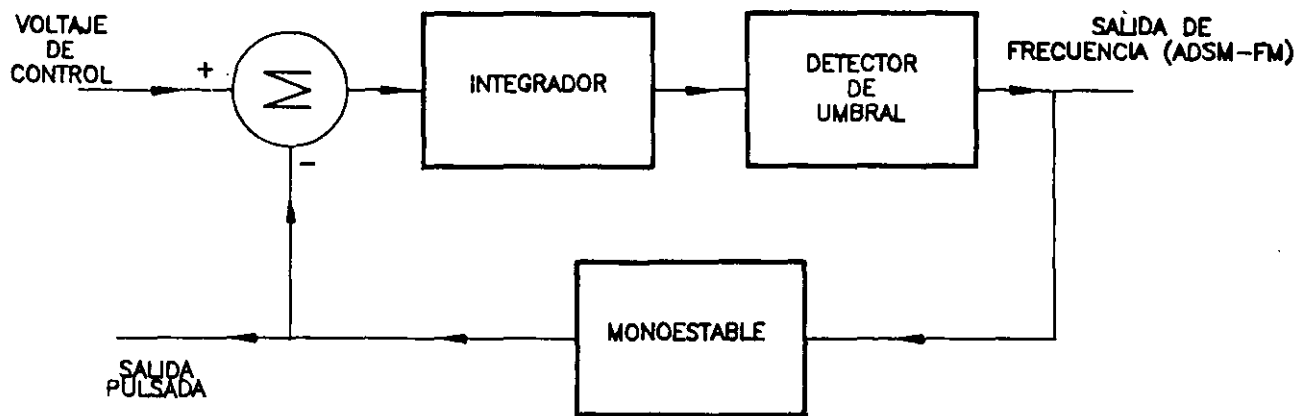 VOLTAJE
DE
CONTROL
+
Σ
−
INTEGRADOR
DETECTOR
DE
UMBRAL
SALIDA DE
FRECUENCIA (ADSM-FM)
MONOESTABLE
SALIDA
PULSADA